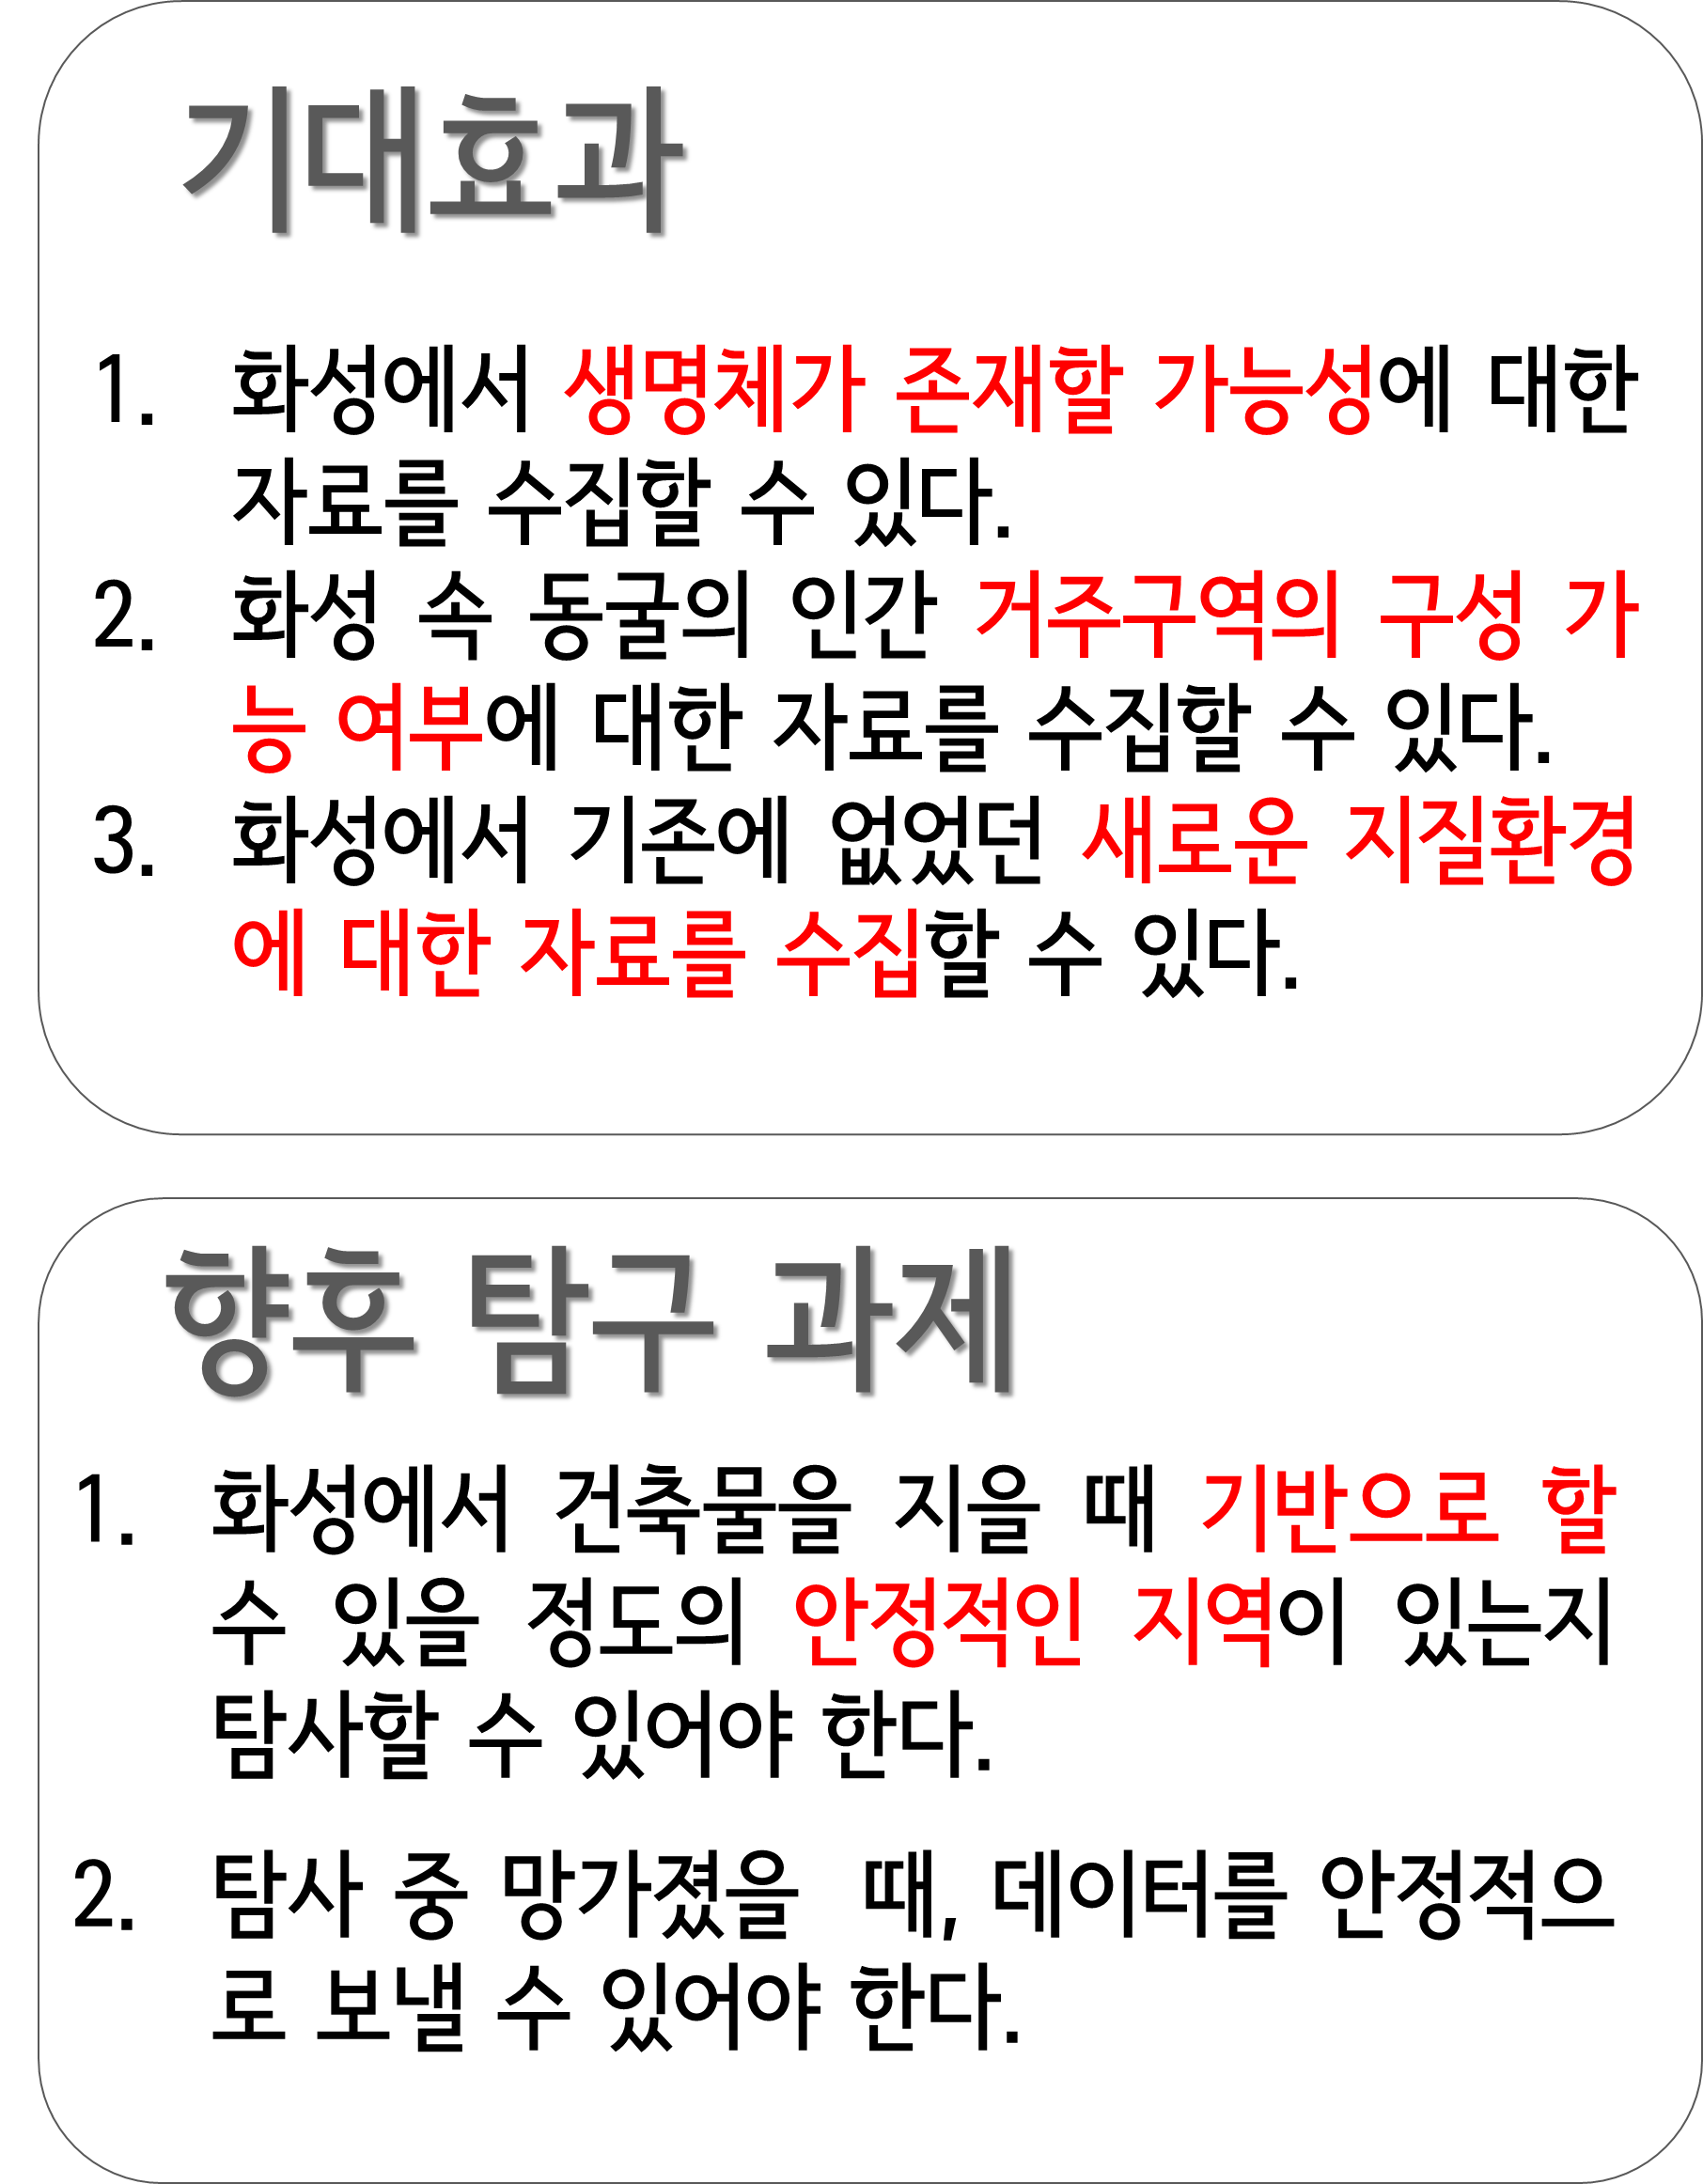 기대효과
1. 화성에서 생명체가 존재할 가능성에 대한
자료를 수집할 수 있다.
2. 화성 속 동굴의 인간 거주구역의 구성 가
능 여부에 대한 자료를 수집할 수 있다.
3. 화성에서 기존에 없었던 새로운 지질환경
에 대한 자료를 수집할 수 있다.
향후 탐구 과제
1. 화성에서 건축물을 지을 때 기반으로 할
수 있을 정도의 안정적인 지역이 있는지
탐사할 수 있어야 한다.
2. 탐사 중 망가졌을 때, 데이터를 안정적으
로 보낼 수 있어야 한다.